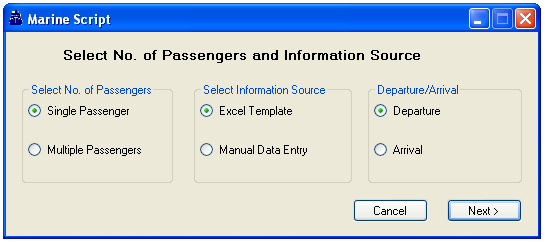 Marine Script
Select No. of Passengers and Information Source
Select No. of Passengers
Single Passenger
Multiple Passengers
Select Information Source
Excel Template
Manual Data Entry
Departure/Arrival
Departure
Arrival
Cancel
Next >